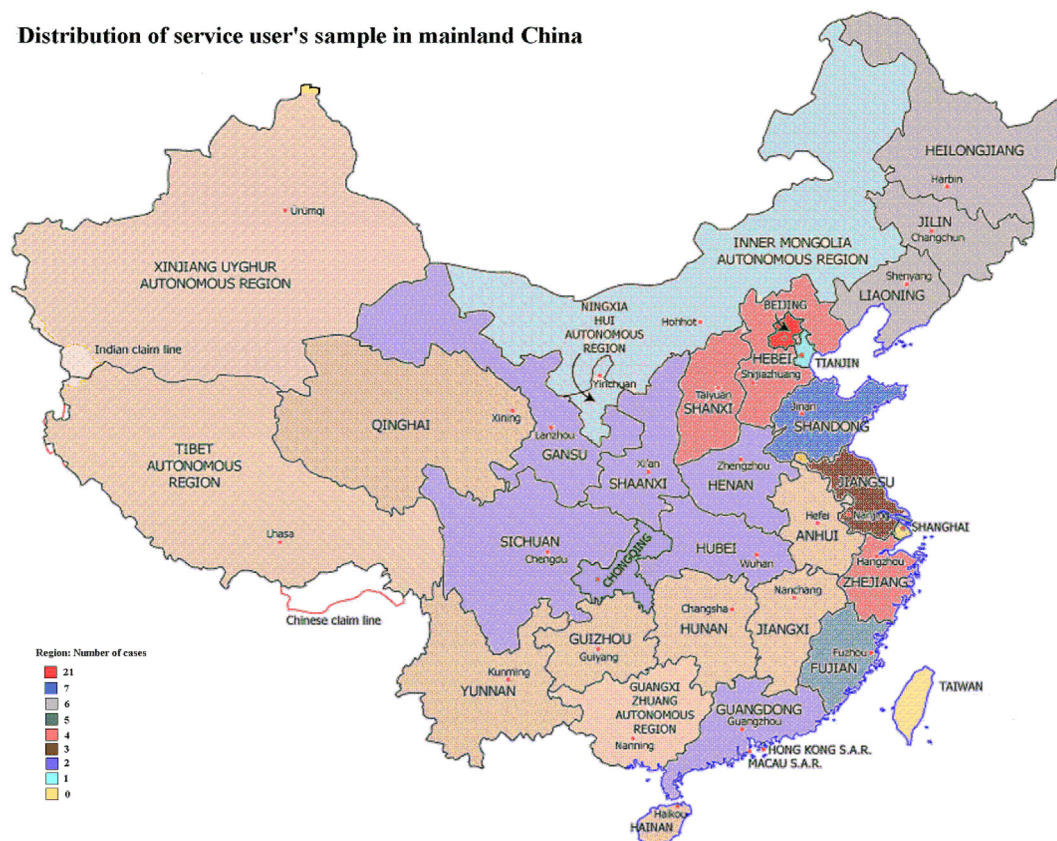 Distribution of service user's sample in mainland China
HEILONGJIANG
Harbin
JILIN
Changchun
Urumqi
INNER MONGOLIA
AUTONOMOUS REGION
XINJIANG UYGHUR
AUTONOMOUS REGION
Shenyang
LIAONING
NINGXIA
HUI
AUTONOMOUS
REGION
BEIJING
Hohhot
Indian claim line
HEBEI
TIANJIN
Shijiazhuang
Yinchuan
Taiyuan
SHANXI
Jinan
SHANDONG
QINGHAI
Xining
Lanzhou
GANSU
TIBET
AUTONOMOUS
REGION
Xi'an
SHAANXI
Zhengzhou
HENAN
JIANGSU
Nanjing
Hefei
ANHUI
SHANGHAI
Lhasa
SICHUAN
Chengdu
CHONGQING
HUBEI
Wuhan
Hangzhou
ZHEJIANG
Chinese claim line
Nanchang
JIANGXI
Changsha
HUNAN
GUIZHOU
Guiyang
Fuzhou
FUJIAN
Kunming
YUNNAN
GUANGXI
ZHUANG
AUTONOMOUS
REGION
Nanning
GUANGDONG
Guangzhou
TAIWAN
HONG KONG S.A.R.
MACAU S.A.R.
Haikou
HAINAN
Region: Number of cases
21
7
6
5
4
3
2
1
0